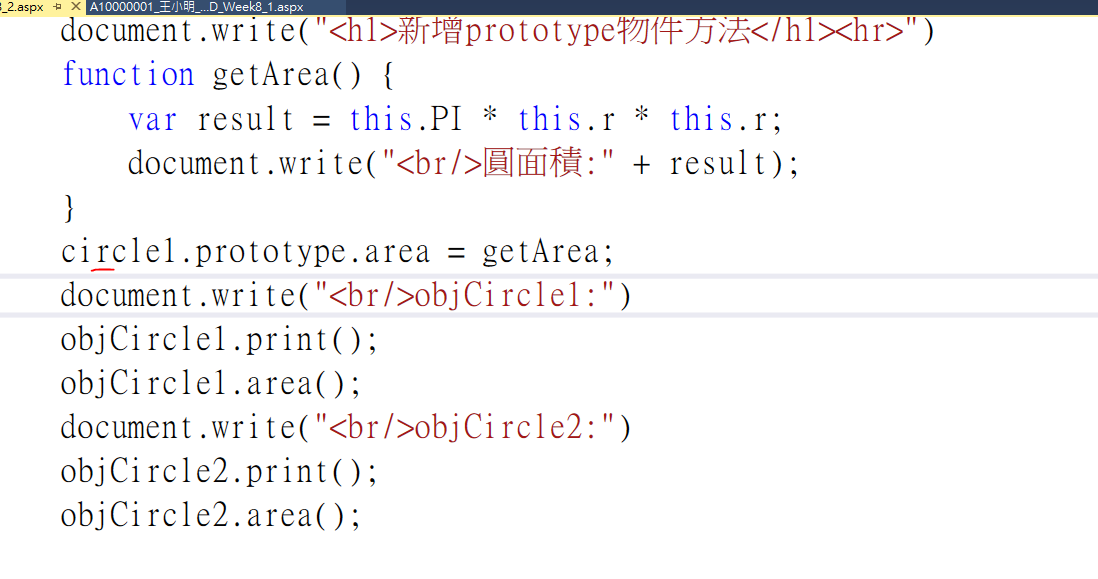 3_2.aspx A10000001_王小明_...D_Week8_1.aspx
document.write("<h1>新增prototype物件方法</h1><hr>")
function getArea() {
var result = this.PI * this.r * this.r;
document.write("<br/>圓面積:" + result);
}
circle1.prototype.area = getArea;
document.write("<br/>objCircle1:")
objCircle1.print();
objCircle1.area();
document.write("<br/>objCircle2:")
objCircle2.print();
objCircle2.area();